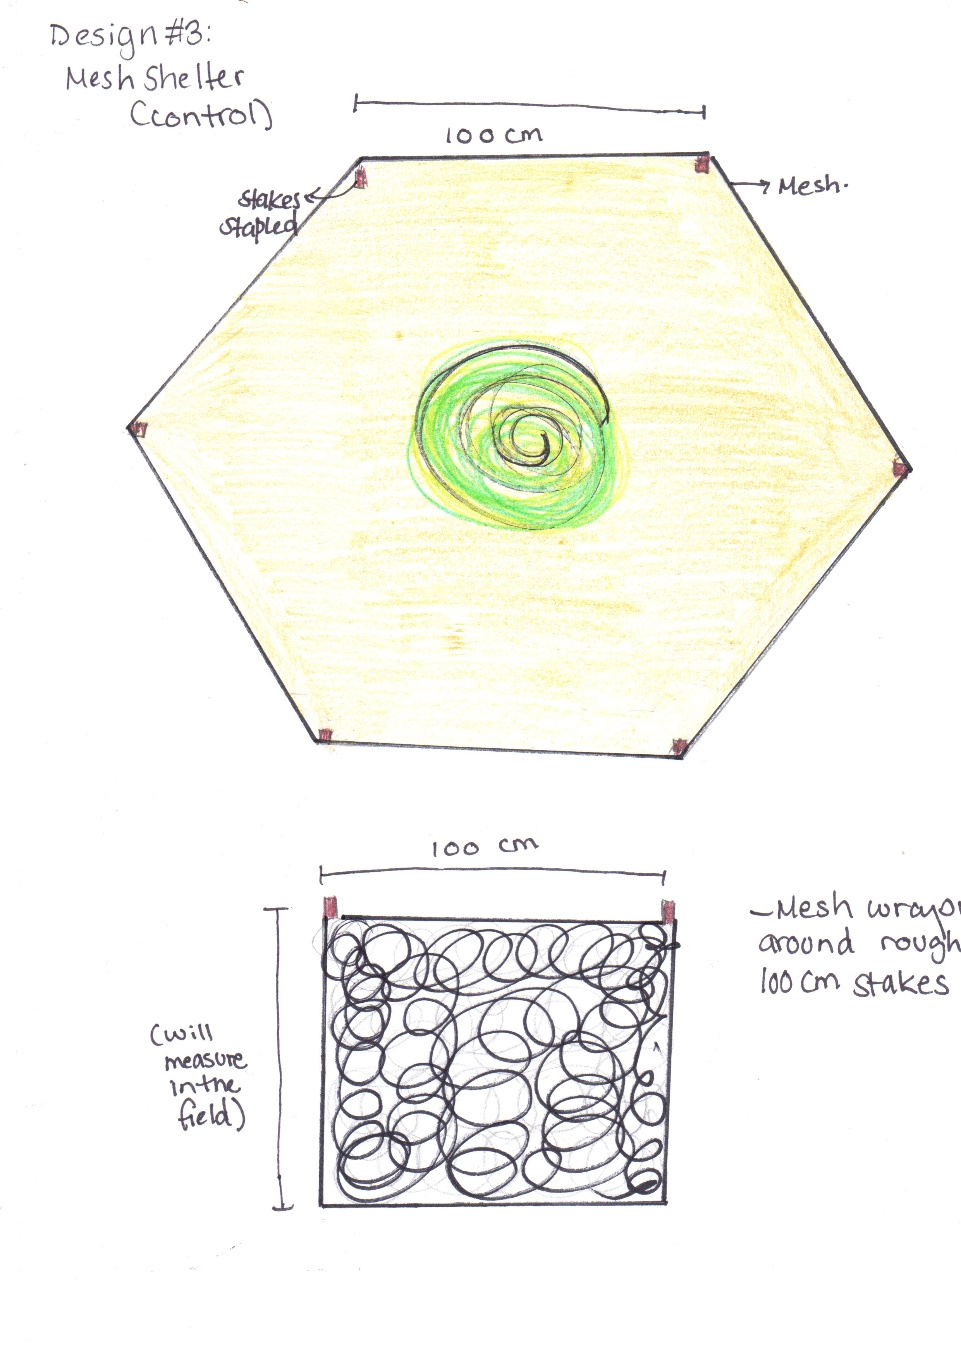 Design #3:
Mesh Shelter
(control)
100 cm
Stakes
stapled
Mesh.
100 cm
(will
measure
in the
field)
-Mesh
around rough
100 cm stakes